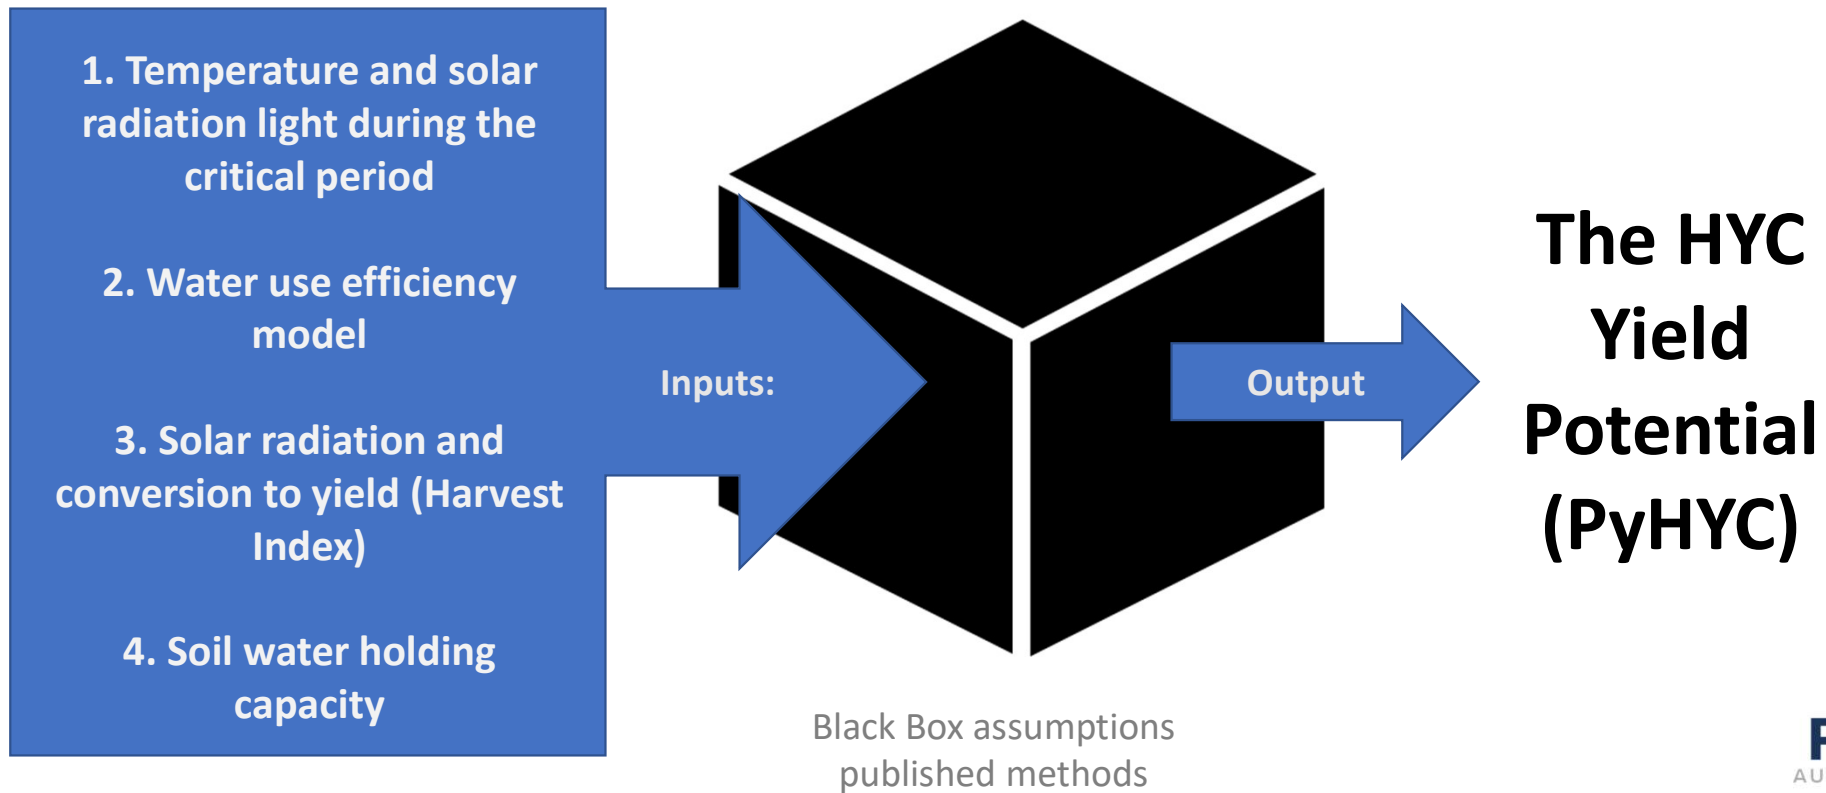 1. Temperature and solar
radiation light during the
critical period
2. Water use efficiency
model
3. Solar radiation and
conversion to yield (Harvest
Index)
4. Soil water holding
capacity
Inputs:
Output
The HYC
Yield
Potential
(PyHYC)
Black Box assumptions
published methods